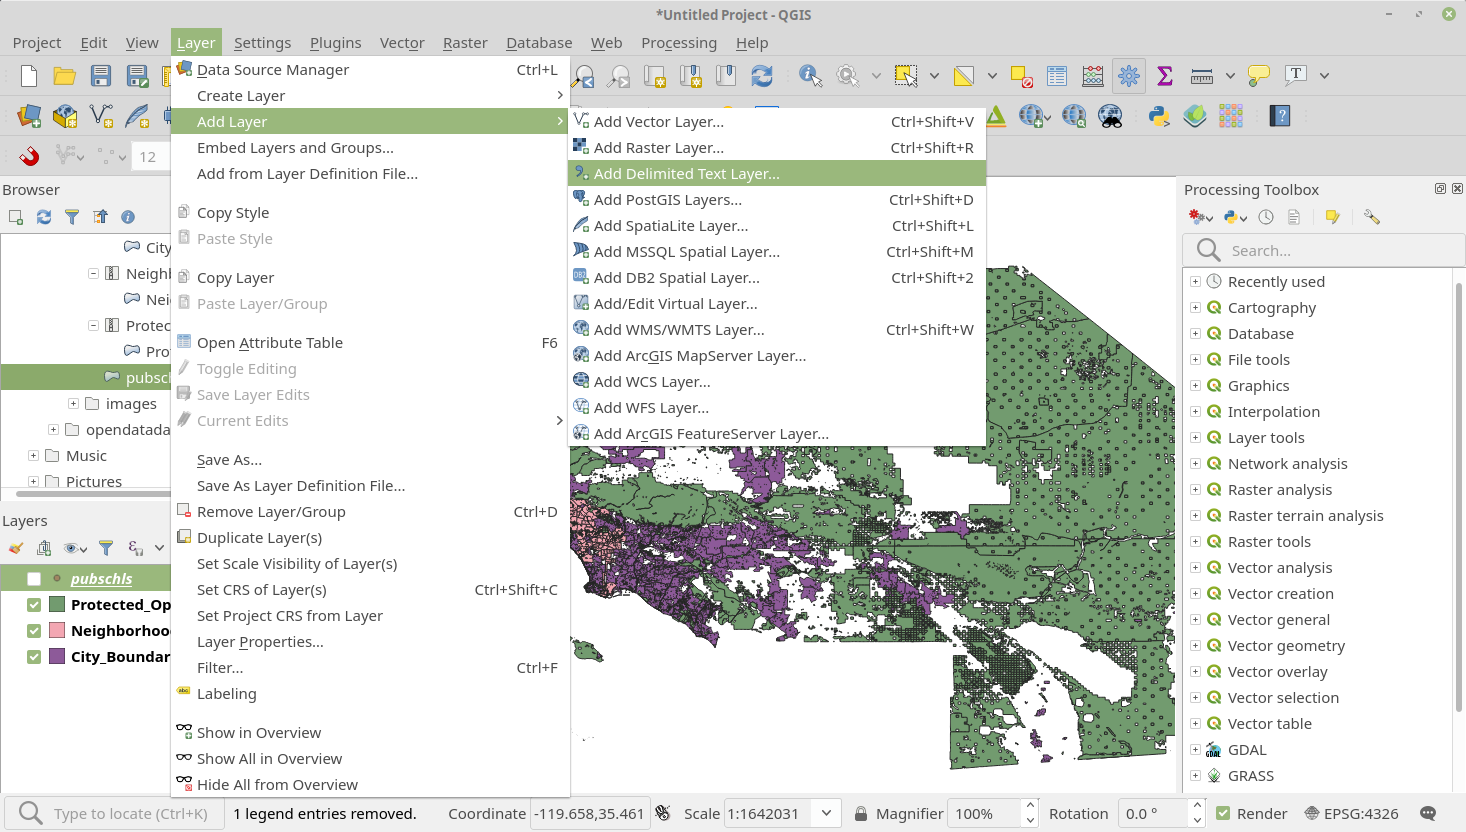 *Untitled Project - QGIS
Project Edit View Layer Settings Plugins Vector Raster Database Web Processing Help
Data Source Manager Ctrl+L
Create Layer
Add Layer
Embed Layers and Groups...
Add from Layer Definition File...
Copy Style
Paste Style
Copy Layer
Paste Layer/Group
Open Attribute Table F6
Toggle Editing
Save Layer Edits
Current Edits
Save As...
Save As Layer Definition File...
Remove Layer/Group Ctrl+D
Duplicate Layer(s)
Set Scale Visibility of Layer(s)
Set CRS of Layer(s) Ctrl+Shift+C
Set Project CRS from Layer
Layer Properties...
Filter... Ctrl+F
abc Labeling
Show in Overview
Show All in Overview
Hide All from Overview
Add Vector Layer... Ctrl+Shift+V
Add Raster Layer... Ctrl+Shift+R
Add Delimited Text Layer...
Add PostGIS Layers... Ctrl+Shift+D
Add SpatiaLite Layer... Ctrl+Shift+L
Add MSSQL Spatial Layer... Ctrl+Shift+M
DB2 Add DB2 Spatial Layer... Ctrl+Shift+2
Add/Edit Virtual Layer...
Add WMS/WMTS Layer... Ctrl+Shift+W
Add ArcGIS MapServer Layer...
Add WCS Layer...
Add WFS Layer...
Add ArcGIS FeatureServer Layer...
12
Browser
City
Neighb
Nei
Protec
Pro
pubsch
images
opendatada
Music
Pictures
Layers
pubschls
Protected_Op
Neighborhoo
City_Boundar
Processing Toolbox
Search...
Recently used
Cartography
Database
File tools
Graphics
Interpolation
Layer tools
Network analysis
Raster analysis
Raster terrain analysis
Raster tools
Vector analysis
Vector creation
Vector general
Vector geometry
Vector overlay
Vector selection
Vector table
GDAL GDAL
GRASS
Type to locate (Ctrl+K) 1 legend entries removed. Coordinate -119.658,35.461 Scale 1:1642031 Magnifier 100% Rotation 0.0 ° Render EPSG:4326